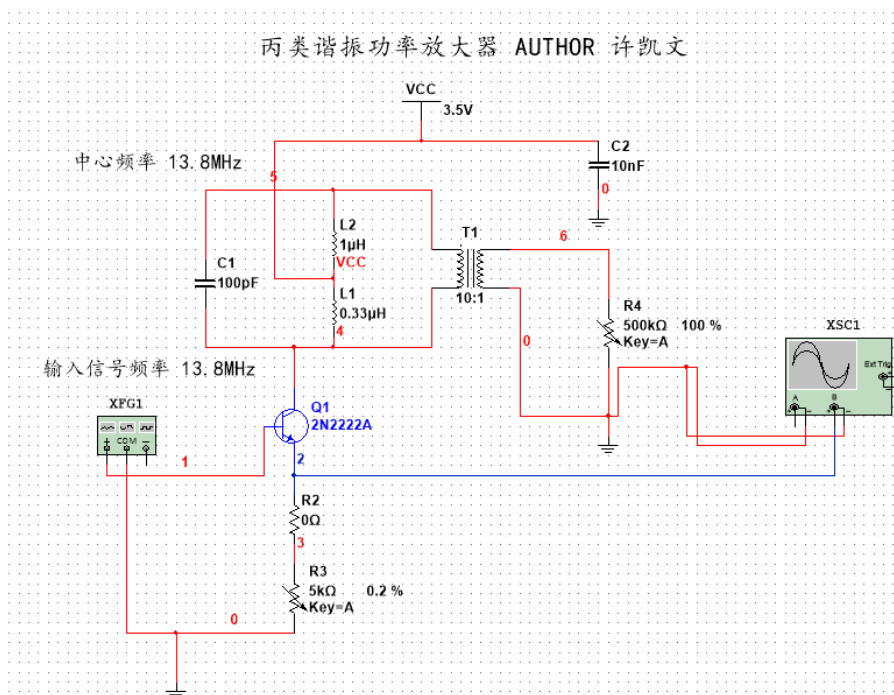 丙类谐振功率放大器 AUTHOR 许凯文
VCC
3.5V
中心频率 13.8MHz
C2
10nF
0
5
L2
1µH
VCC
C1
100pF
L1
0.33µH
4
T1
10:1
6
0
R4
500kΩ 100 %
Key=A
XSC1
Ext Trig
A
B
输入信号频率 13.8MHz
XFG1
COM
1
Q1
2N2222A
2
R2
0Ω
3
R3
5kΩ 0.2 %
Key=A
0